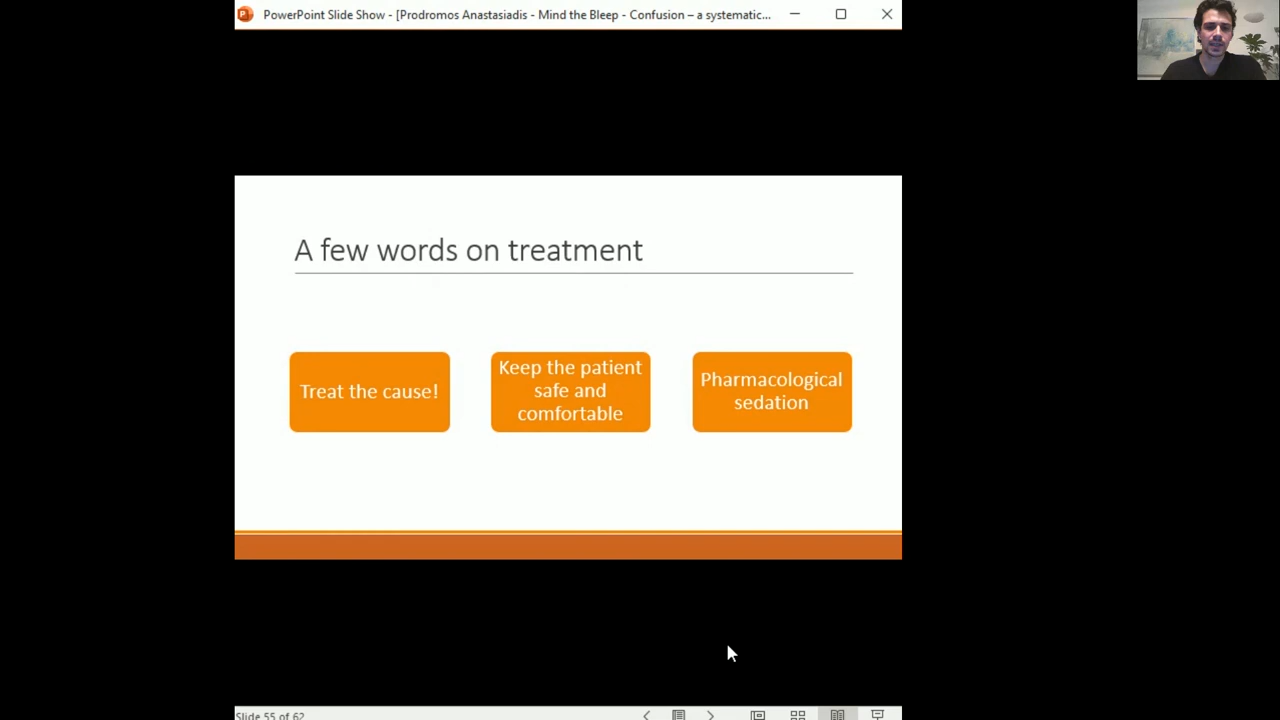 PowerPoint Slide Show - [Prodromos Anastasiadis - Mind the Bleep - Confusion – a systematic...
A few words on treatment
Treat the cause!
Keep the patient
safe and
comfortable
Pharmacological
sedation
Slide 55 of 62